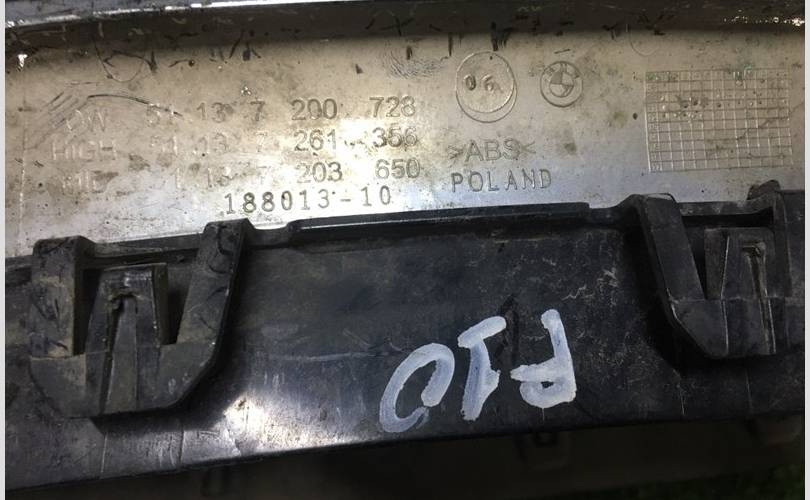 LOW 51 13 7 200 728
HIGH 51 13 7 261 356
MID 51 13 7 203 650
188013-10
06
BMW
>ABS<
POLAND
F10